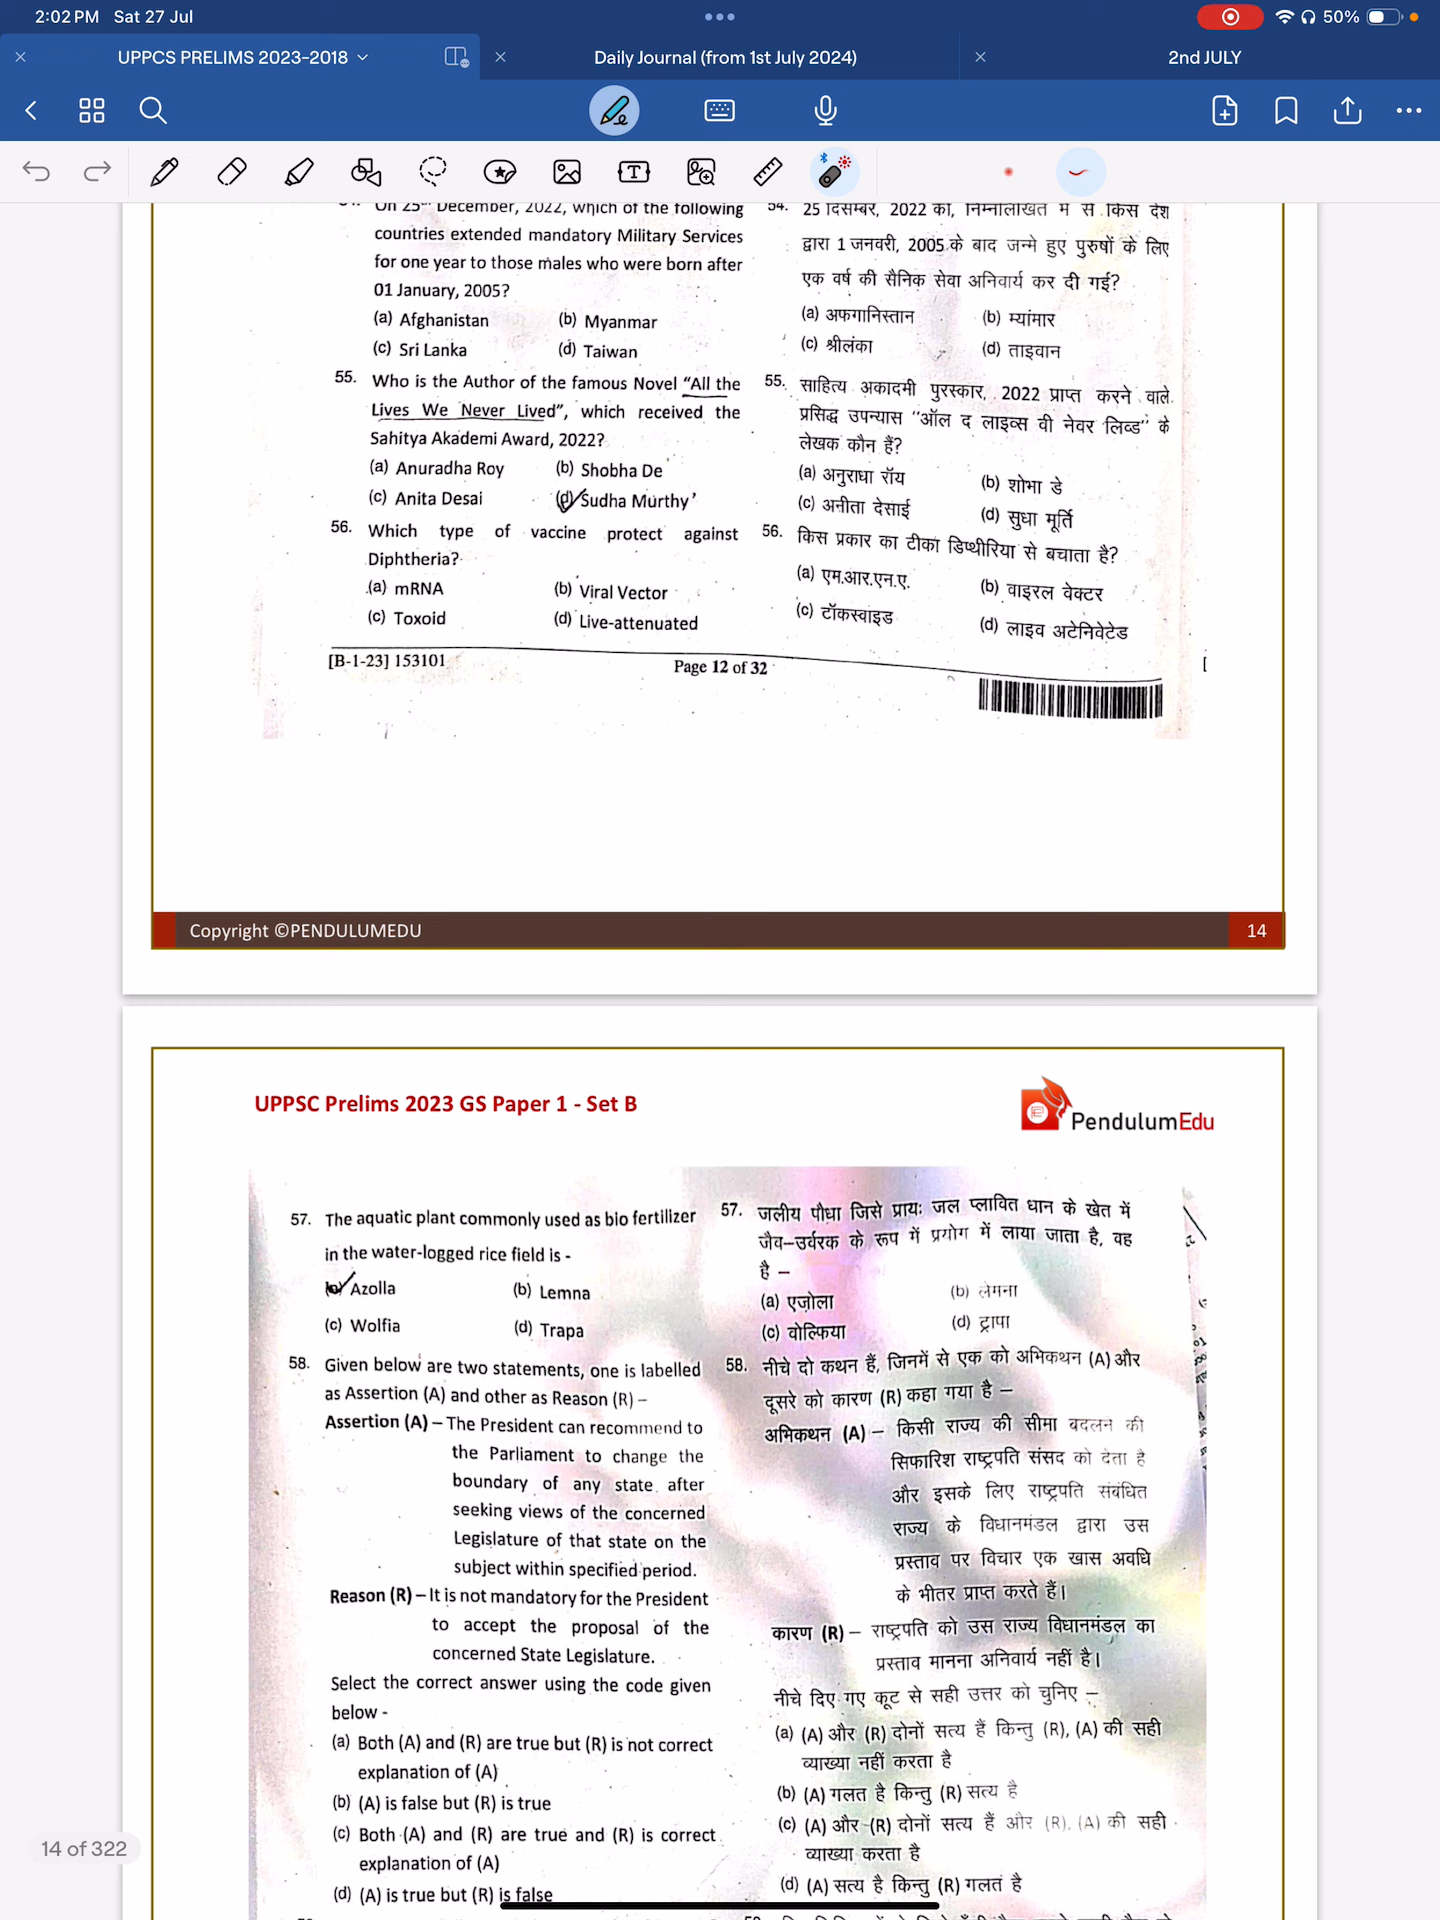 2:02 PM Sat 27 Jul
50%
UPPCS PRELIMS 2023-2018
Daily Journal (from 1st July 2024)
2nd JULY
On 25th December, 2022, which of the following
countries extended mandatory Military Services
for one year to those males who were born after
01 January, 2005?
(a) Afghanistan (b) Myanmar
(c) Sri Lanka (d) Taiwan
55. Who is the Author of the famous Novel "All the
Lives We Never Lived", which received the
Sahitya Akademi Award, 2022?
(a) Anuradha Roy (b) Shobha De
(c) Anita Desai (d) Sudha Murthy
56. Which type of vaccine protect against
Diphtheria?
(a) mRNA (b) Viral Vector
(c) Toxoid (d) Live-attenuated
54. 25 दिसम्बर, 2022 को, निम्नलिखित में से किस देश
द्वारा 1 जनवरी, 2005 के बाद जन्मे हुए पुरुषों के लिए
एक वर्ष की सैनिक सेवा अनिवार्य कर दी गई?
(a) अफगानिस्तान (b) म्यांमार
(c) श्रीलंका (d) ताइवान
55. साहित्य अकादमी पुरस्कार, 2022 प्राप्त करने वाले
प्रसिद्ध उपन्यास "ऑल द लाइव्स वी नेवर लिव्ड" के
लेखक कौन हैं?
(a) अनुराधा रॉय (b) शोभा डे
(c) अनीता देसाई (d) सुधा मूर्ति
56. किस प्रकार का टीका डिप्थीरिया से बचाता है?
(a) एम.आर.एन.ए. (b) वाइरल वेक्टर
(c) टॉकस्वाइड (d) लाइव अटेनिवेटेड
[B-1-23] 153101 Page 12 of 32 [
Copyright ©PENDULUMEDU 14
UPPSC Prelims 2023 GS Paper 1 - Set B
PendulumEdu
57. The aquatic plant commonly used as bio fertilizer
in the water-logged rice field is -
(a) Azolla (b) Lemna
(c) Wolfia (d) Trapa
58. Given below are two statements, one is labelled
as Assertion (A) and other as Reason (R) –
Assertion (A) – The President can recommend to
the Parliament to change the
boundary of any state after
seeking views of the concerned
Legislature of that state on the
subject within specified period.
Reason (R) – It is not mandatory for the President
to accept the proposal of the
concerned State Legislature.
Select the correct answer using the code given
below -
(a) Both (A) and (R) are true but (R) is not correct
explanation of (A)
(b) (A) is false but (R) is true
(c) Both (A) and (R) are true and (R) is correct
explanation of (A)
(d) (A) is true but (R) is false
57. जलीय पौधा जिसे प्रायः जल प्लावित धान के खेत में
जैव–उर्वरक के रूप में प्रयोग में लाया जाता है, वह
है –
(a) एज़ोला (b) लेमना
(c) वोल्फिया (d) ट्रापा
58. नीचे दो कथन हैं, जिनमें से एक को अभिकथन (A) और
दूसरे को कारण (R) कहा गया है –
अभिकथन (A) – किसी राज्य की सीमा बदलन की
सिफारिश राष्ट्रपति संसद को देता है
और इसके लिए राष्ट्रपति संबंधित
राज्य के विधानमंडल द्वारा उस
प्रस्ताव पर विचार एक खास अवधि
के भीतर प्राप्त करते हैं।
कारण (R) – राष्ट्रपति को उस राज्य विधानमंडल का
प्रस्ताव मानना अनिवार्य नहीं है।
नीचे दिए गए कूट से सही उत्तर को चुनिए –
(a) (A) और (R) दोनों सत्य हैं किन्तु (R), (A) की सही
व्याख्या नहीं करता है
(b) (A) गलत है किन्तु (R) सत्य है
(c) (A) और (R) दोनों सत्य हैं और (R), (A) की सही
व्याख्या करता है
(d) (A) सत्य है किन्तु (R) गलत है
14 of 322